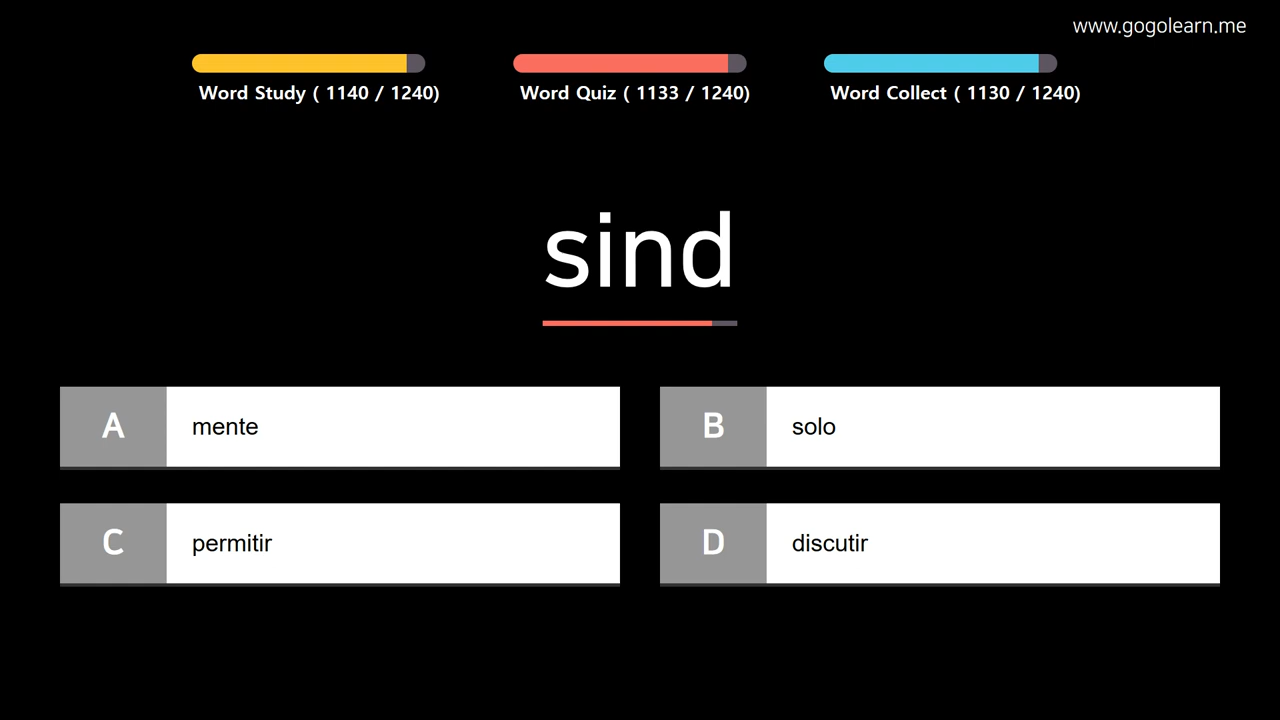 www.gogolearn.me
Word Study ( 1140 / 1240)
Word Quiz ( 1133 / 1240)
Word Collect ( 1130 / 1240)
sind
A
mente
B
solo
C
permitir
D
discutir